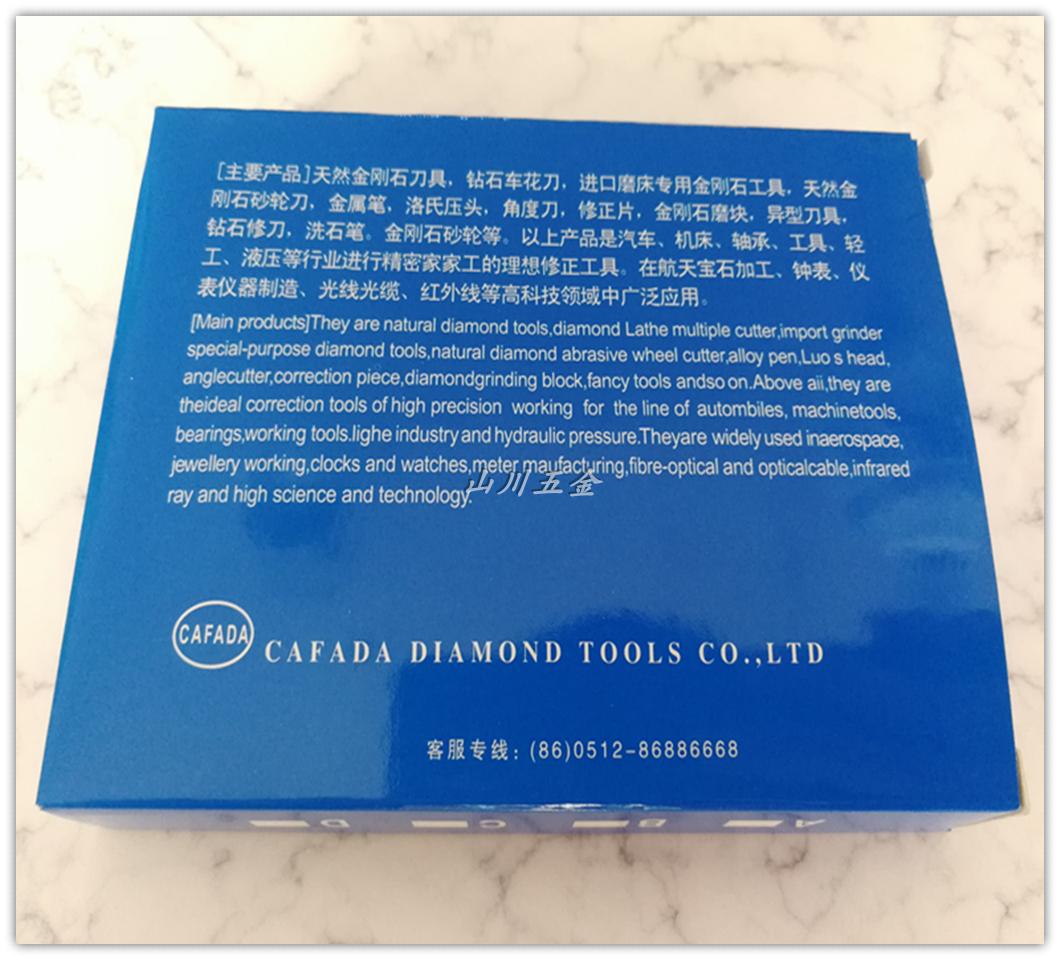 [主要产品]天然金刚石刀具，钻石车花刀，进口磨床专用金刚石工具，天然金
刚石砂轮刀，金属笔，洛氏压头，角度刀，修正片，金刚石磨块，异型刀具，
钻石修刀，洗石笔。金刚石砂轮等。以上产品是汽车、机床、轴承、工具、轻
工、液压等行业进行精密家家工的理想修正工具。在航天宝石加工、钟表、仪
表仪器制造、光线光缆、红外线等高科技领域中广泛应用。
[Main products]They are natural diamond tools,diamond Lathe multiple cutter,import grinder
special-purpose diamond tools,natural diamond abrasive wheel cutter,alloy pen,Luo s head,
anglecutter,correction piece,diamondgrinding block,fancy tools andso on.Above aii,they are
theideal correction tools of high precision working for the line of autombiles, machinetools,
bearings,working tools.lighe industry and hydraulic pressure.Theyare widely used inaerospace,
jewellery working,clocks and watches,meter maufacturing,fibre-optical and opticalcable,infrared
ray and high science and technology.
山川五金
CAFADA
CAFADA DIAMOND TOOLS CO.,LTD
客服专线：(86)0512-86886668
D C B A